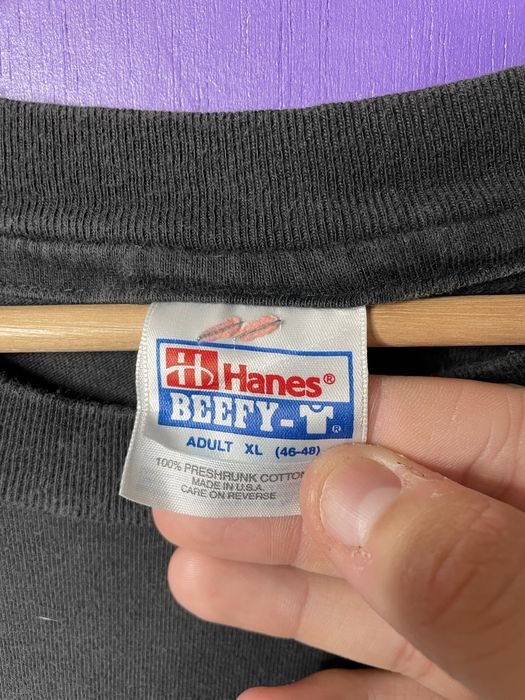 H Hanes®
BEEFY-T®
ADULT XL (46-48)
100% PRESHRUNK COTTON
MADE IN U.S.A.
CARE ON REVERSE